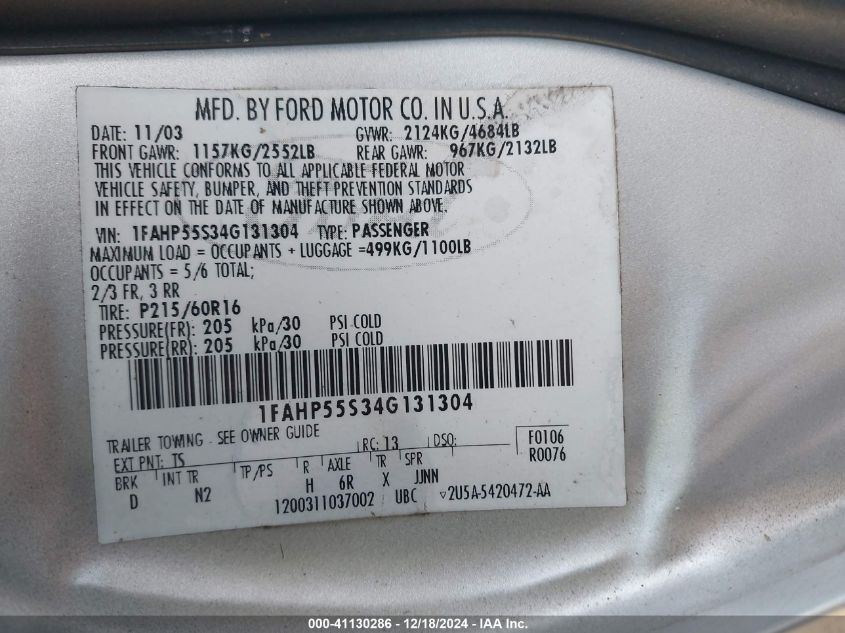 MFD. BY FORD MOTOR CO. IN U.S.A.
DATE: 11/03 GVWR: 2124KG/4684LB
FRONT GAWR: 1157KG/2552LB REAR GAWR: 967KG/2132LB
THIS VEHICLE CONFORMS TO ALL APPLICABLE FEDERAL MOTOR
VEHICLE SAFETY, BUMPER, AND THEFT PREVENTION STANDARDS
IN EFFECT ON THE DATE OF MANUFACTURE SHOWN ABOVE.
VIN: 1FAHP55S34G131304 TYPE: PASSENGER
MAXIMUM LOAD = OCCUPANTS + LUGGAGE =499KG/1100LB
OCCUPANTS = 5/6 TOTAL;
2/3 FR, 3 RR
TIRE: P215/60R16
PRESSURE(FR): 205 kPa/30 PSI COLD
PRESSURE(RR): 205 kPa/30 PSI COLD
1FAHP55S34G131304
TRAILER TOWING - SEE OWNER GUIDE
EXT PNT: TS RC: 13 DSO: F0106
R0076
BRK INT TR TP/PS R AXLE TR SPR
D N2 H 6R X JJNN
1200311037002 UBC 2U5A-5420472-AA
000-41130286 - 12/18/2024 - IAA Inc.